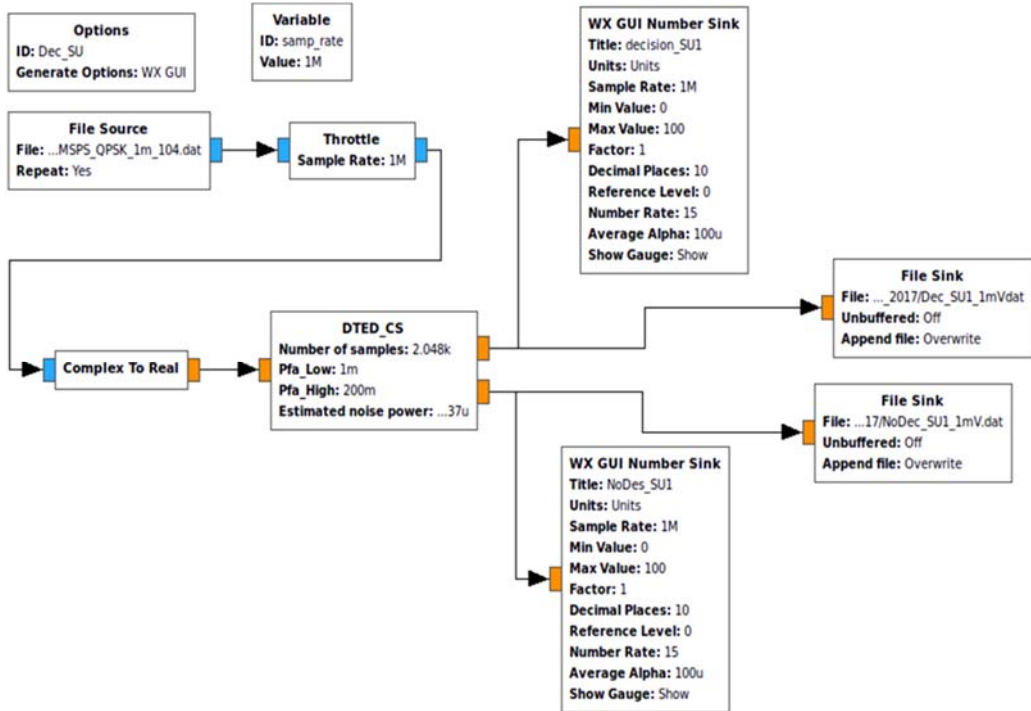 Options
ID: Dec_SU
Generate Options: WX GUI
Variable
ID: samp_rate
Value: 1M
File Source
File: ...MSPS_QPSK_1m_104.dat
Repeat: Yes
Throttle
Sample Rate: 1M
WX GUI Number Sink
Title: decision_SU1
Units: Units
Sample Rate: 1M
Min Value: 0
Max Value: 100
Factor: 1
Decimal Places: 10
Reference Level: 0
Number Rate: 15
Average Alpha: 100u
Show Gauge: Show
Complex To Real
DTED_CS
Number of samples: 2.048k
Pfa_Low: 1m
Pfa_High: 200m
Estimated noise power: ...37u
File Sink
File: ..._2017/Dec_SU1_1mVdat
Unbuffered: Off
Append file: Overwrite
File Sink
File: ...17/NoDec_SU1_1mV.dat
Unbuffered: Off
Append file: Overwrite
WX GUI Number Sink
Title: NoDes_SU1
Units: Units
Sample Rate: 1M
Min Value: 0
Max Value: 100
Factor: 1
Decimal Places: 10
Reference Level: 0
Number Rate: 15
Average Alpha: 100u
Show Gauge: Show